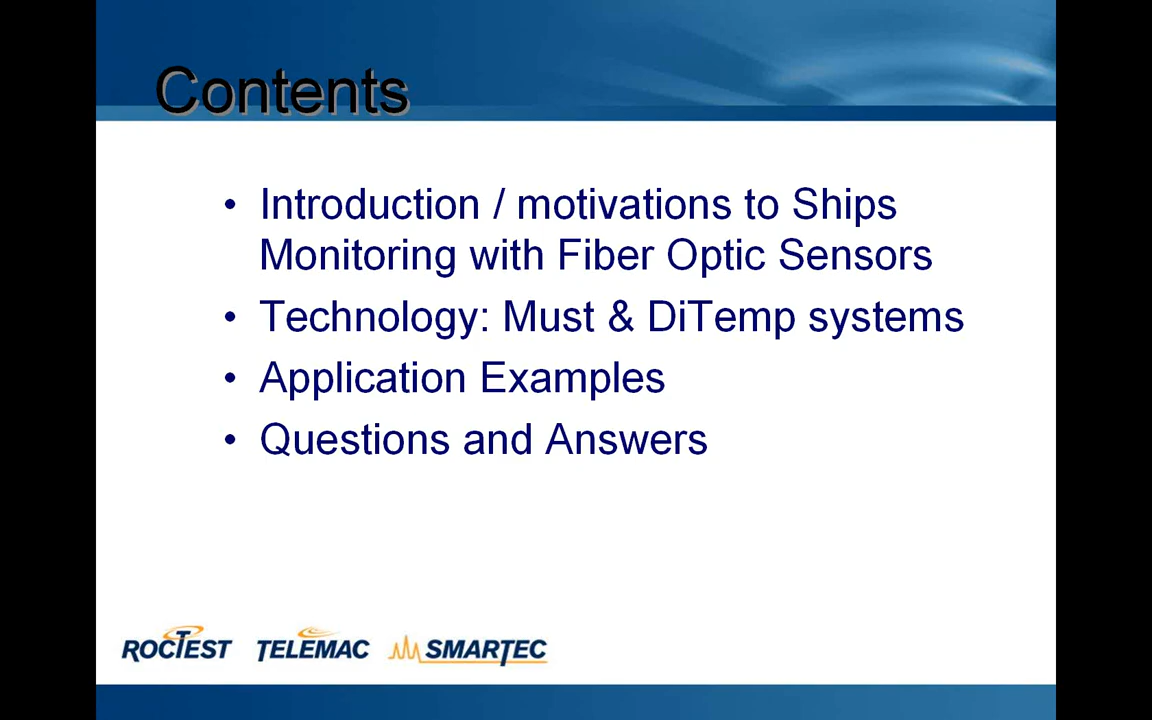 Contents
• Introduction / motivations to Ships
Monitoring with Fiber Optic Sensors
• Technology: Must & DiTemp systems
• Application Examples
• Questions and Answers
ROCTEST TELEMAC SMARTEC